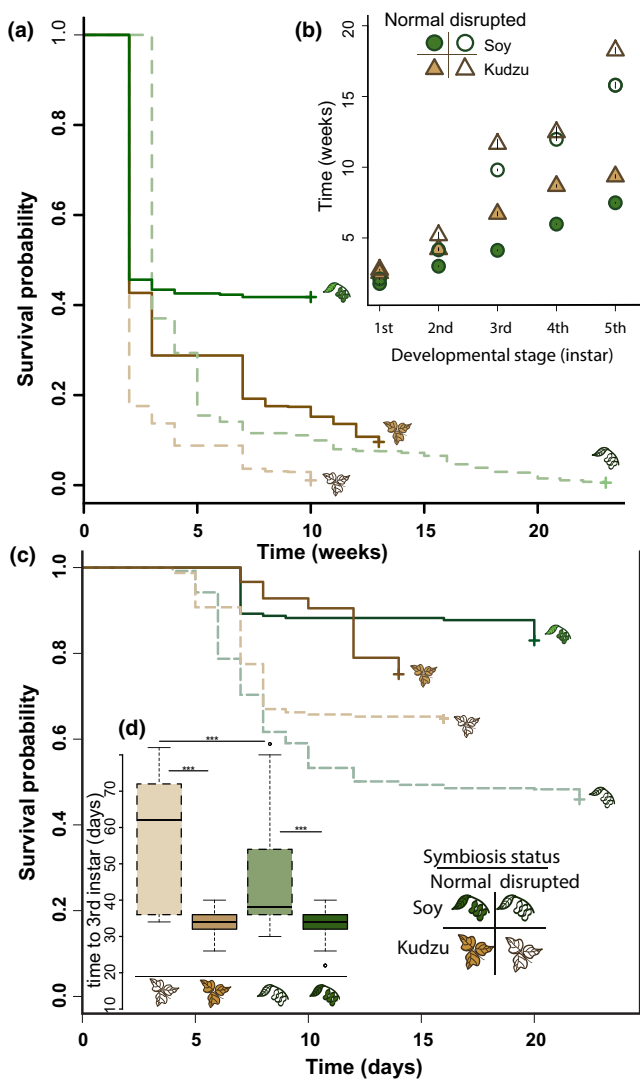 (a)
Survival probability
1.0
0.8
0.6
0.4
0.2
0.0
0 5 10 15 20
Time (weeks)
(b)
Normal disrupted
Soy
Kudzu
Time (weeks)
20
15
10
5
1st 2nd 3rd 4th 5th
Developmental stage (instar)
(c)
Survival probability
1.0
0.8
0.6
0.4
0.2
0.0
0 5 10 15 20
Time (days)
(d)
***
***
***
time to 3rd instar (days)
70
60
50
40
30
20
10
Symbiosis status
Normal disrupted
Soy
Kudzu